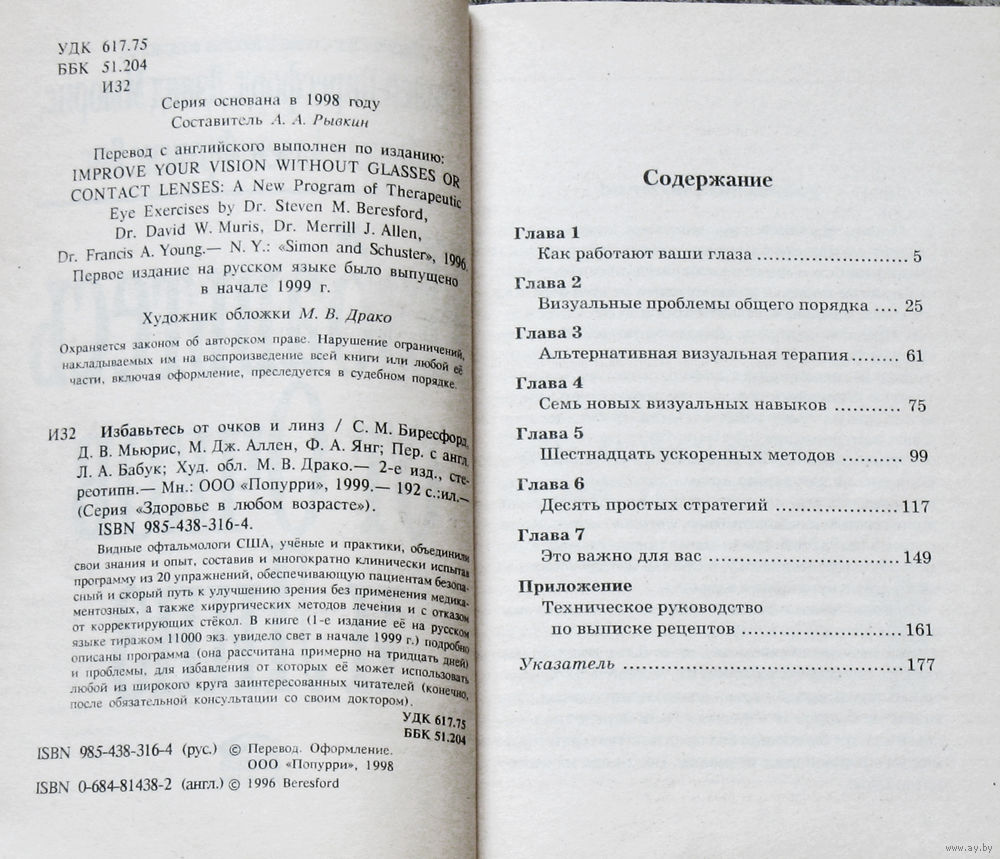 УДК 617.75
ББК 51.204
И32
Серия основана в 1998 году
Составитель А. А. Рывкин
Перевод с английского выполнен по изданию:
IMPROVE YOUR VISION WITHOUT GLASSES OR
CONTACT LENSES: A New Program of Therapeutic
Eye Exercises by Dr. Steven M. Beresford,
Dr. David W. Muris, Dr. Merrill J. Allen,
Dr. Francis A. Young.— N. Y.: «Simon and Schuster», 1996.
Первое издание на русском языке было выпущено
в начале 1999 г.
Художник обложки М. В. Драко
Охраняется законом об авторском праве. Нарушение ограничений,
накладываемых им на воспроизведение всей книги или любой её
части, включая оформление, преследуется в судебном порядке.
И32 Избавьтесь от очков и линз / С. М. Биресфорд,
Д. В. Мьюрис, М. Дж. Аллен, Ф. А. Янг; Пер. с англ.
Л. А. Бабук; Худ. обл. М. В. Драко.— 2-е изд., сте-
реотипн.— Мн.: ООО «Попурри», 1999.— 192 с.:ил.—
(Серия «Здоровье в любом возрасте»).
ISBN 985-438-316-4.
Видные офтальмологи США, учёные и практики, объединили
свои знания и опыт, составив и многократно клинически испытав
программу из 20 упражнений, обеспечивающую пациентам безопа-
сный и скорый путь к улучшению зрения без применения медика-
ментозных, а также хирургических методов лечения и с отказом
от корректирующих стёкол. В книге (1-е издание её на русском
языке тиражом 11000 экз. увидело свет в начале 1999 г.) подробно
описаны программа (она рассчитана примерно на тридцать дней)
и проблемы, для избавления от которых её может использовать
любой из широкого круга заинтересованных читателей (конечно,
после обязательной консультации со своим доктором).
УДК 617.75
ББК 51.204
ISBN 985-438-316-4 (рус.) © Перевод. Оформление.
ООО «Попурри», 1998
ISBN 0-684-81438-2 (англ.) © 1996 Beresford
Содержание
Глава 1
Как работают ваши глаза ........................ 5
Глава 2
Визуальные проблемы общего порядка .... 25
Глава 3
Альтернативная визуальная терапия ........ 61
Глава 4
Семь новых визуальных навыков ........... 75
Глава 5
Шестнадцать ускоренных методов .......... 99
Глава 6
Десять простых стратегий .................... 117
Глава 7
Это важно для вас ............................... 149
Приложение
Техническое руководство
по выписке рецептов .......................... 161
Указатель ............................................. 177
www.ay.by